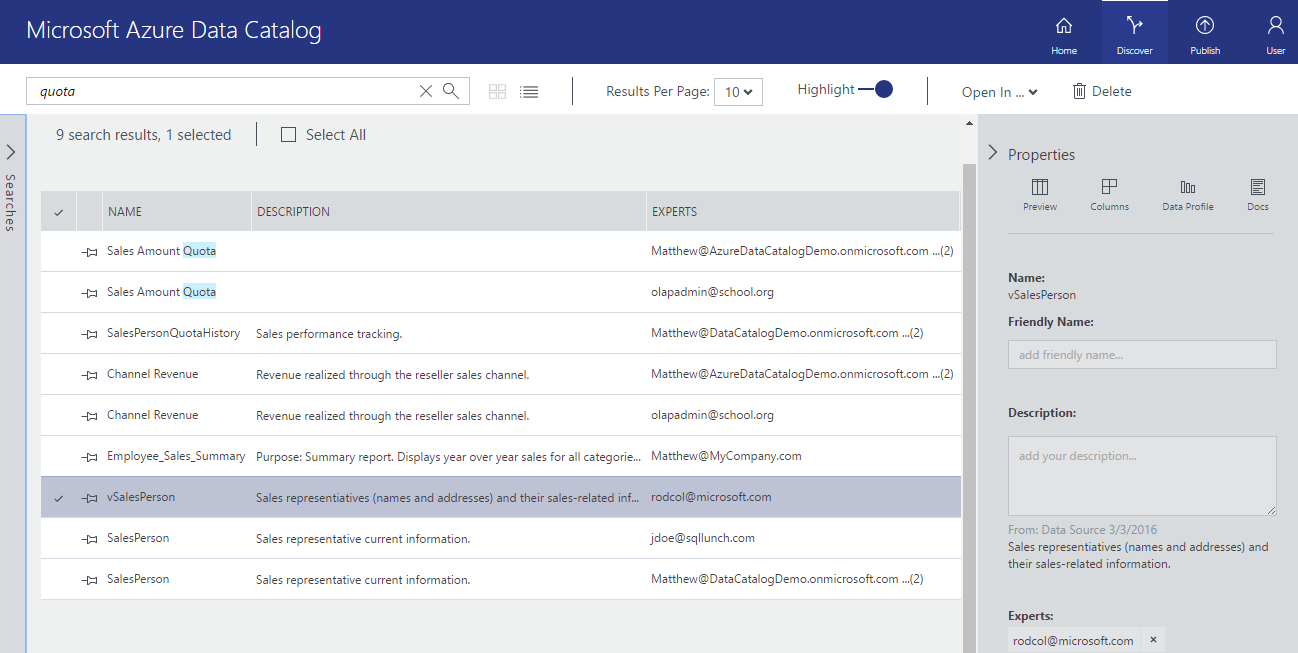 Microsoft Azure Data Catalog
Home
Discover
Publish
User
quota
Results Per Page:
10
Highlight
Open In ...
Delete
Searches
9 search results, 1 selected
Select All
NAME DESCRIPTION EXPERTS
Sales Amount Quota Matthew@AzureDataCatalogDemo.onmicrosoft.com ...(2)
Sales Amount Quota olapadmin@school.org
SalesPersonQuotaHistory Sales performance tracking. Matthew@DataCatalogDemo.onmicrosoft.com ...(2)
Channel Revenue Revenue realized through the reseller sales channel. Matthew@AzureDataCatalogDemo.onmicrosoft.com ...(2)
Channel Revenue Revenue realized through the reseller sales channel. olapadmin@school.org
Employee_Sales_Summary Purpose: Summary report. Displays year over year sales for all categorie... Matthew@MyCompany.com
vSalesPerson Sales representiatives (names and addresses) and their sales-related inf... rodcol@microsoft.com
SalesPerson Sales representative current information. jdoe@sqllunch.com
SalesPerson Sales representative current information. Matthew@DataCatalogDemo.onmicrosoft.com ...(2)
Properties
Preview
Columns
Data Profile
Docs
Name:
vSalesPerson
Friendly Name:
add friendly name...
Description:
add your description...
From: Data Source 3/3/2016
Sales representiatives (names and addresses) and
their sales-related information.
Experts:
rodcol@microsoft.com